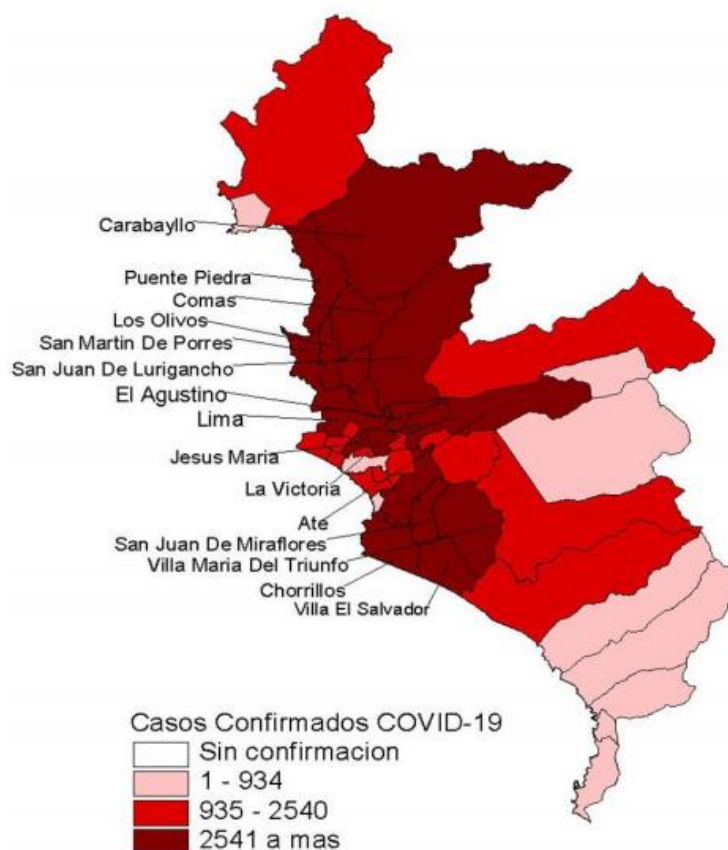 Carabayllo
Puente Piedra
Comas
Los Olivos
San Martin De Porres
San Juan De Lurigancho
El Agustino
Lima
Jesus Maria
La Victoria
Ate
San Juan De Miraflores
Villa Maria Del Triunfo
Chorrillos
Villa El Salvador
Casos Confirmados COVID-19
Sin confirmacion
1 - 934
935 - 2540
2541 a mas